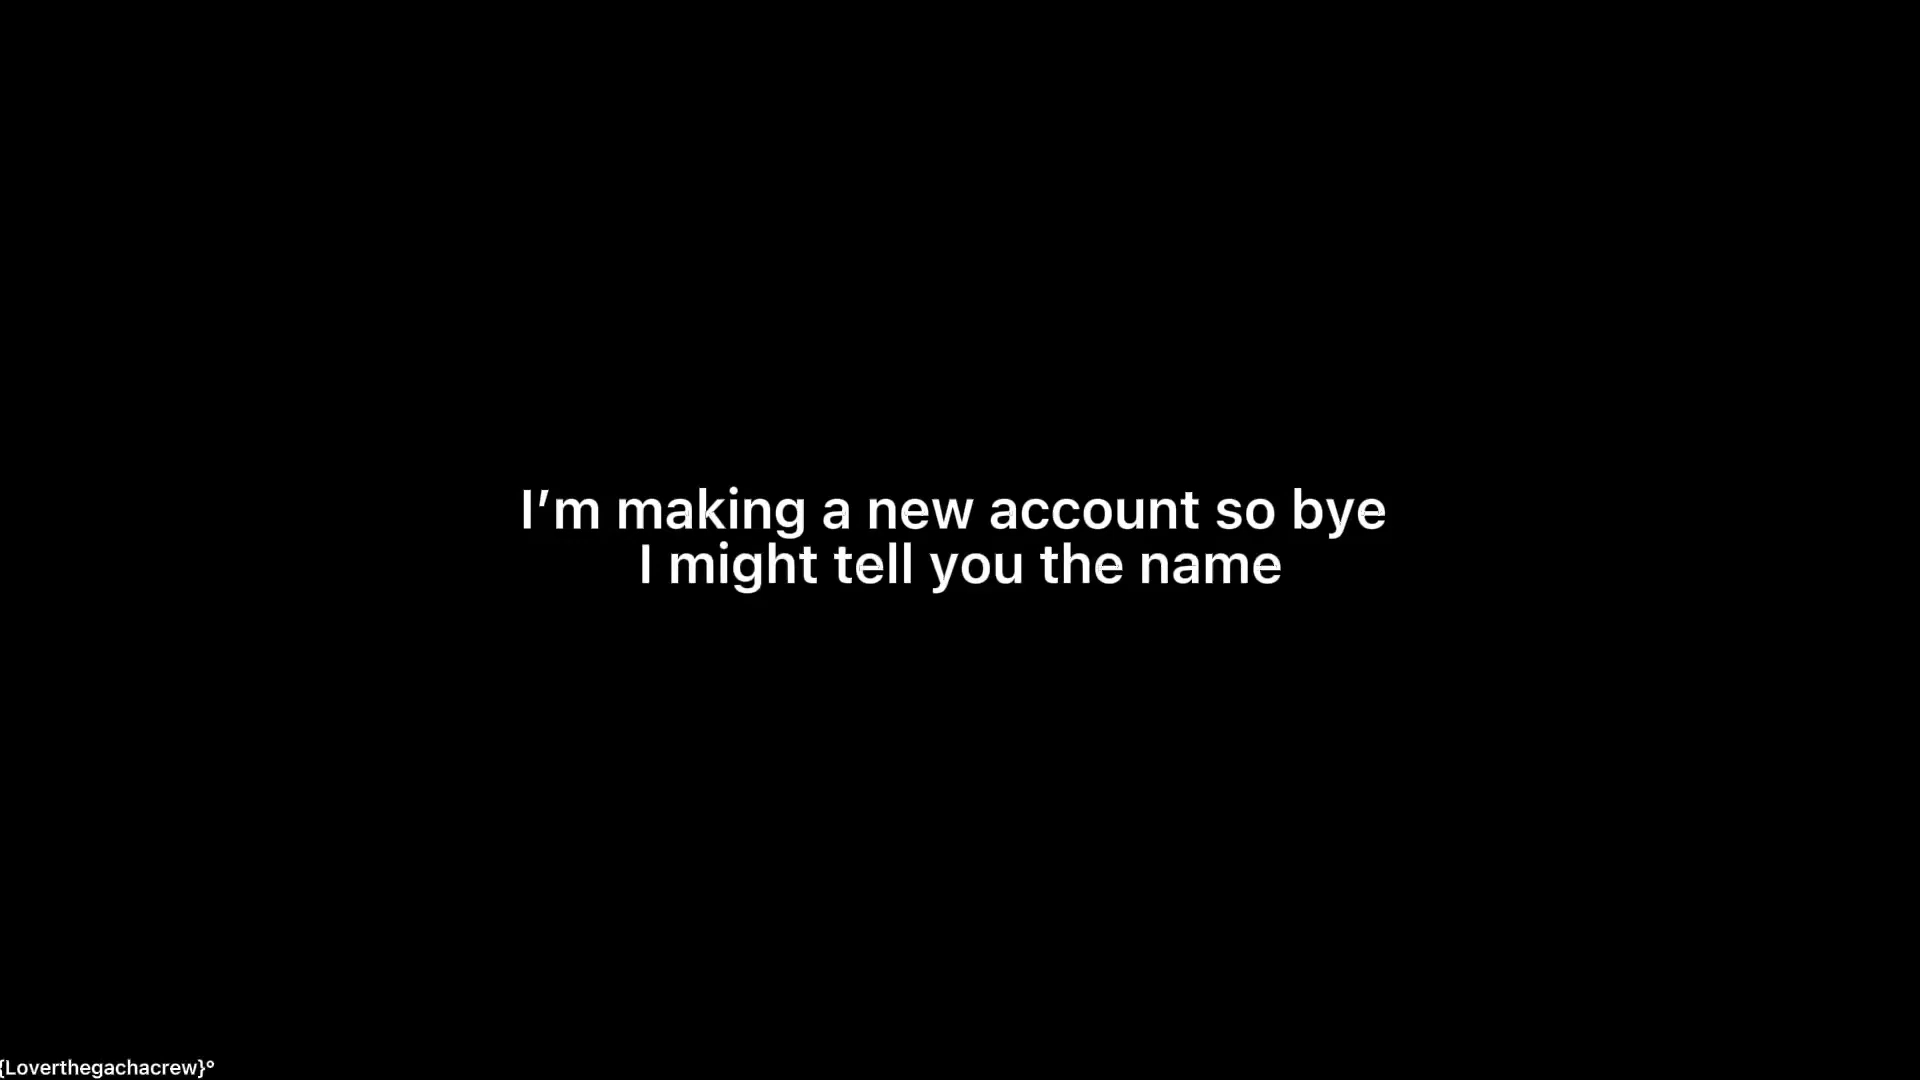 I’m making a new account so bye
I might tell you the name
{Loverthegachacrew}°